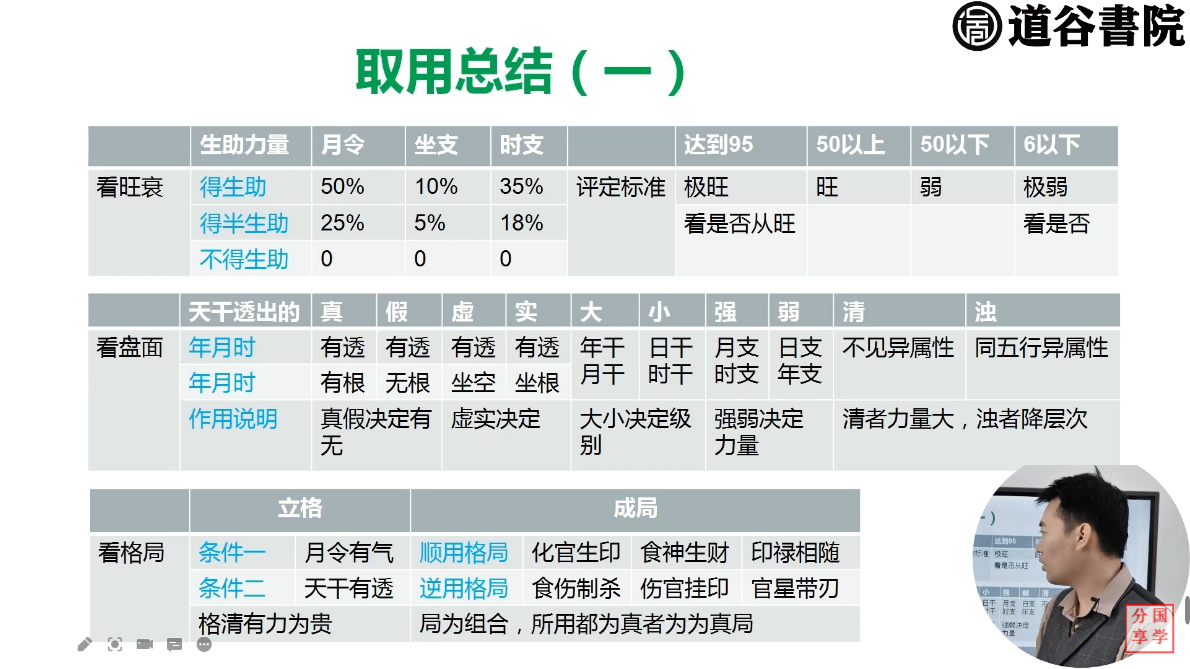 道谷書院
取用总结（一）
生助力量 月令 坐支 时支 达到95 50以上 50以下 6以下
看旺衰 得生助 50% 10% 35% 评定标准 极旺 旺 弱 极弱
得半生助 25% 5% 18% 看是否从旺 看是否
不得生助 0 0 0
天干透出的 真 假 虚 实 大 小 强 弱 清 浊
看盘面 年月时 有透 有透 有透 有透 年干 日干 月支 日支 不见异属性 同五行异属性
月干 时干 时支 年支
年月时 有根 无根 坐空 坐根
作用说明 真假决定有 虚实决定 大小决定级 强弱决定 清者力量大，浊者降层次
无 别 力量
立格 成局
看格局 条件一 月令有气 顺用格局 化官生印 食神生财 印禄相随
条件二 天干有透 逆用格局 食伤制杀 伤官挂印 官星带刃
格清有力为贵 局为组合，所用都为真者为为真局
分国
享学